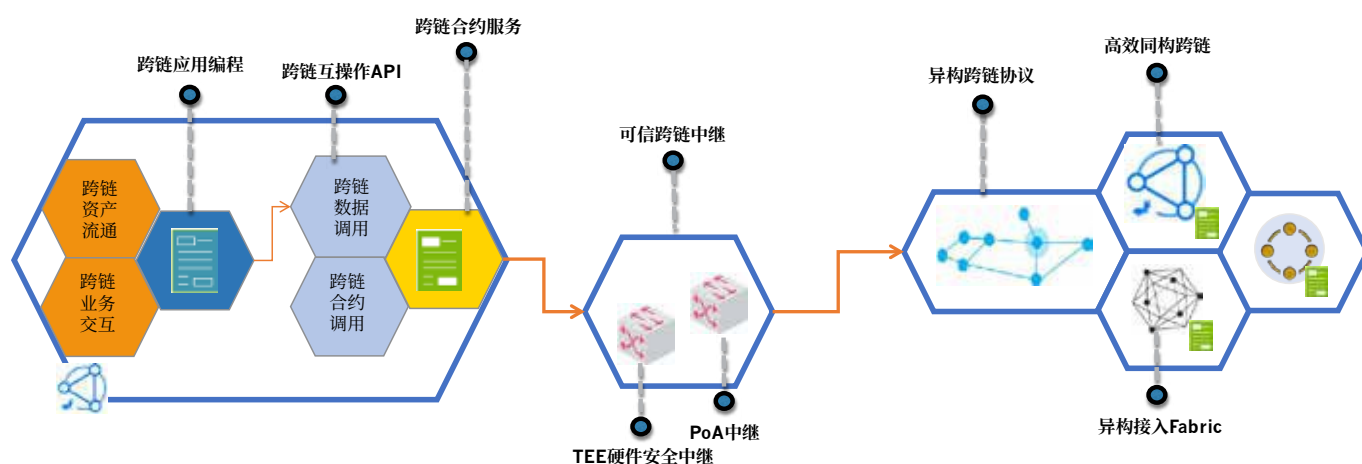 跨链合约服务
高效同构跨链
跨链应用编程
跨链互操作API
异构跨链协议
可信跨链中继
跨链
资产
流通
跨链
业务
交互
跨链
数据
调用
跨链
合约
调用
PoA中继
TEE硬件安全中继
异构接入Fabric